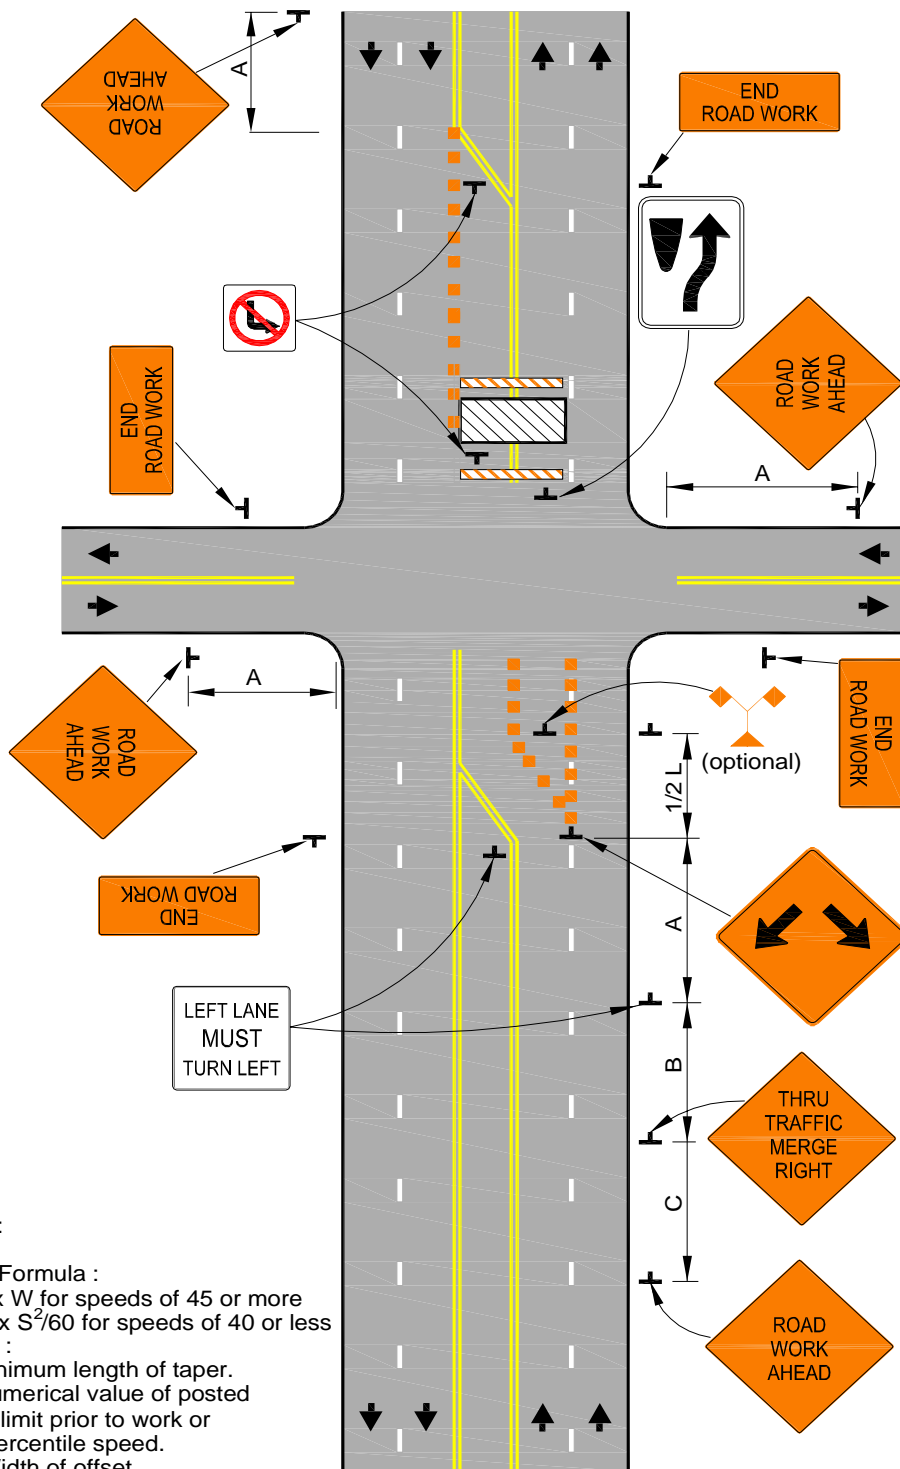 A
ROAD
WORK
AHEAD
END
ROAD WORK
END
ROAD WORK
ROAD
WORK
AHEAD
A
A
ROAD
WORK
AHEAD
END
ROAD WORK
(optional)
1/2 L
END
ROAD WORK
A
LEFT LANE
MUST
TURN LEFT
B
THRU
TRAFFIC
MERGE
RIGHT
C
ROAD
WORK
AHEAD
:
Formula :
x W for speeds of 45 or more
x S²/60 for speeds of 40 or less
:
nimum length of taper.
umerical value of posted
limit prior to work or
ercentile speed.
idth of offset